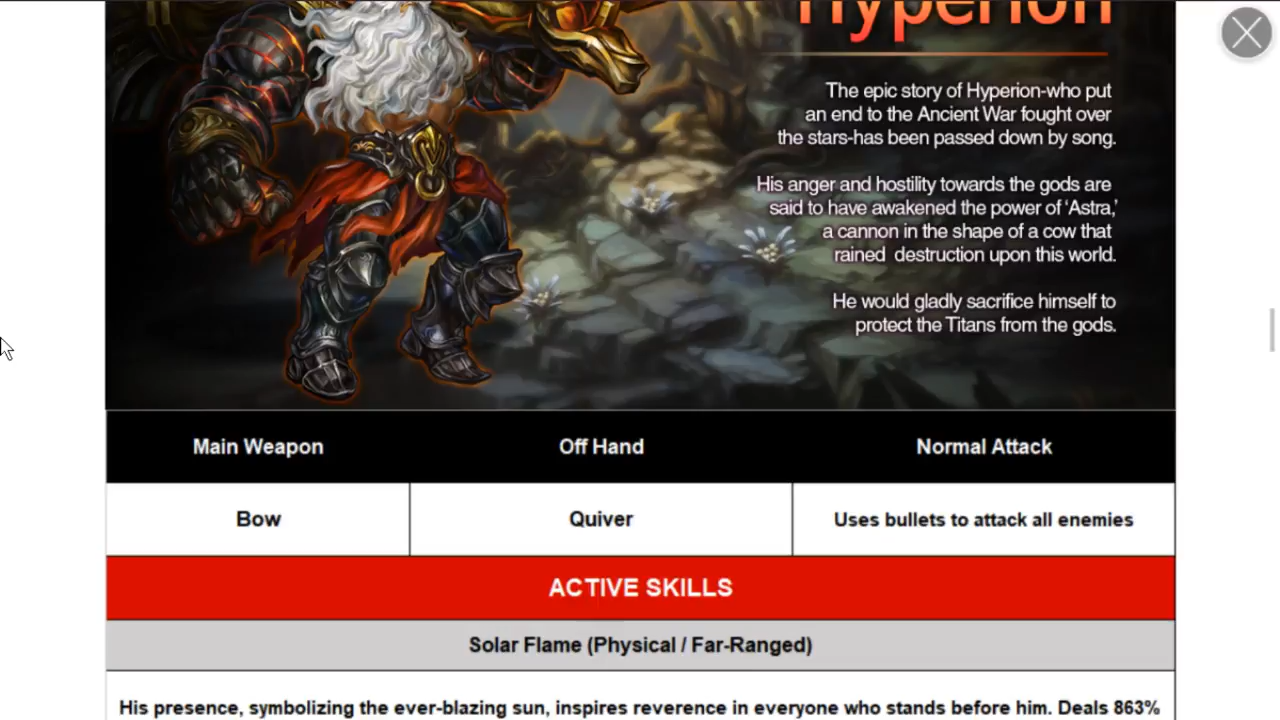 Hyperion
The epic story of Hyperion-who put
an end to the Ancient War fought over
the stars-has been passed down by song.
His anger and hostility towards the gods are
said to have awakened the power of 'Astra,'
a cannon in the shape of a cow that
rained destruction upon this world.
He would gladly sacrifice himself to
protect the Titans from the gods.
Main Weapon Off Hand Normal Attack
Bow Quiver Uses bullets to attack all enemies
ACTIVE SKILLS
Solar Flame (Physical / Far-Ranged)
His presence, symbolizing the ever-blazing sun, inspires reverence in everyone who stands before him. Deals 863%